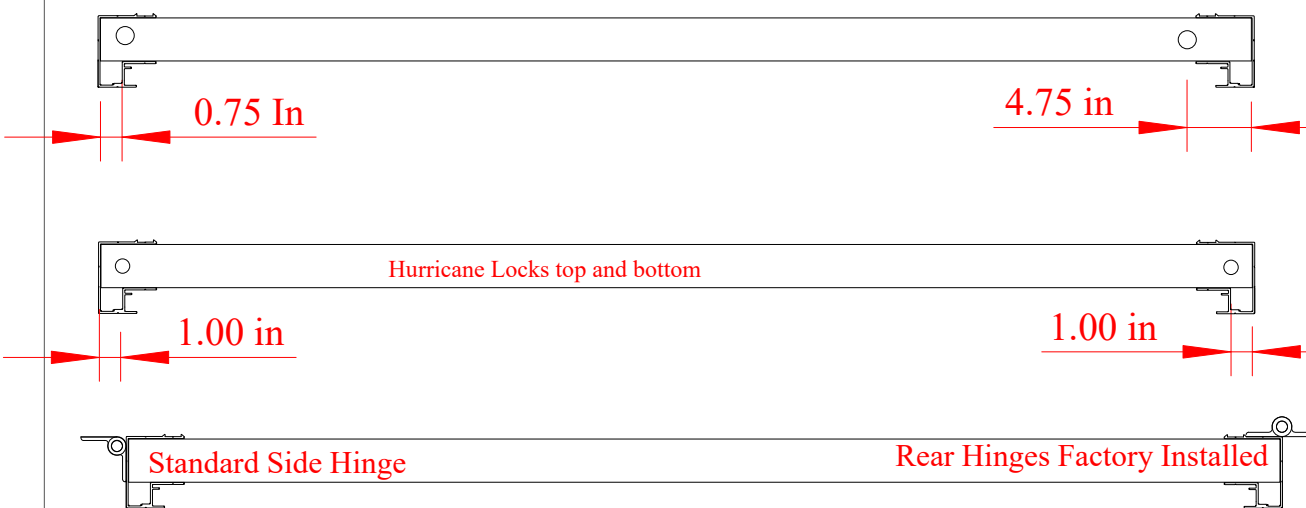 0.75 In
4.75 in
Hurricane Locks top and bottom
1.00 in
1.00 in
Standard Side Hinge
Rear Hinges Factory Installed